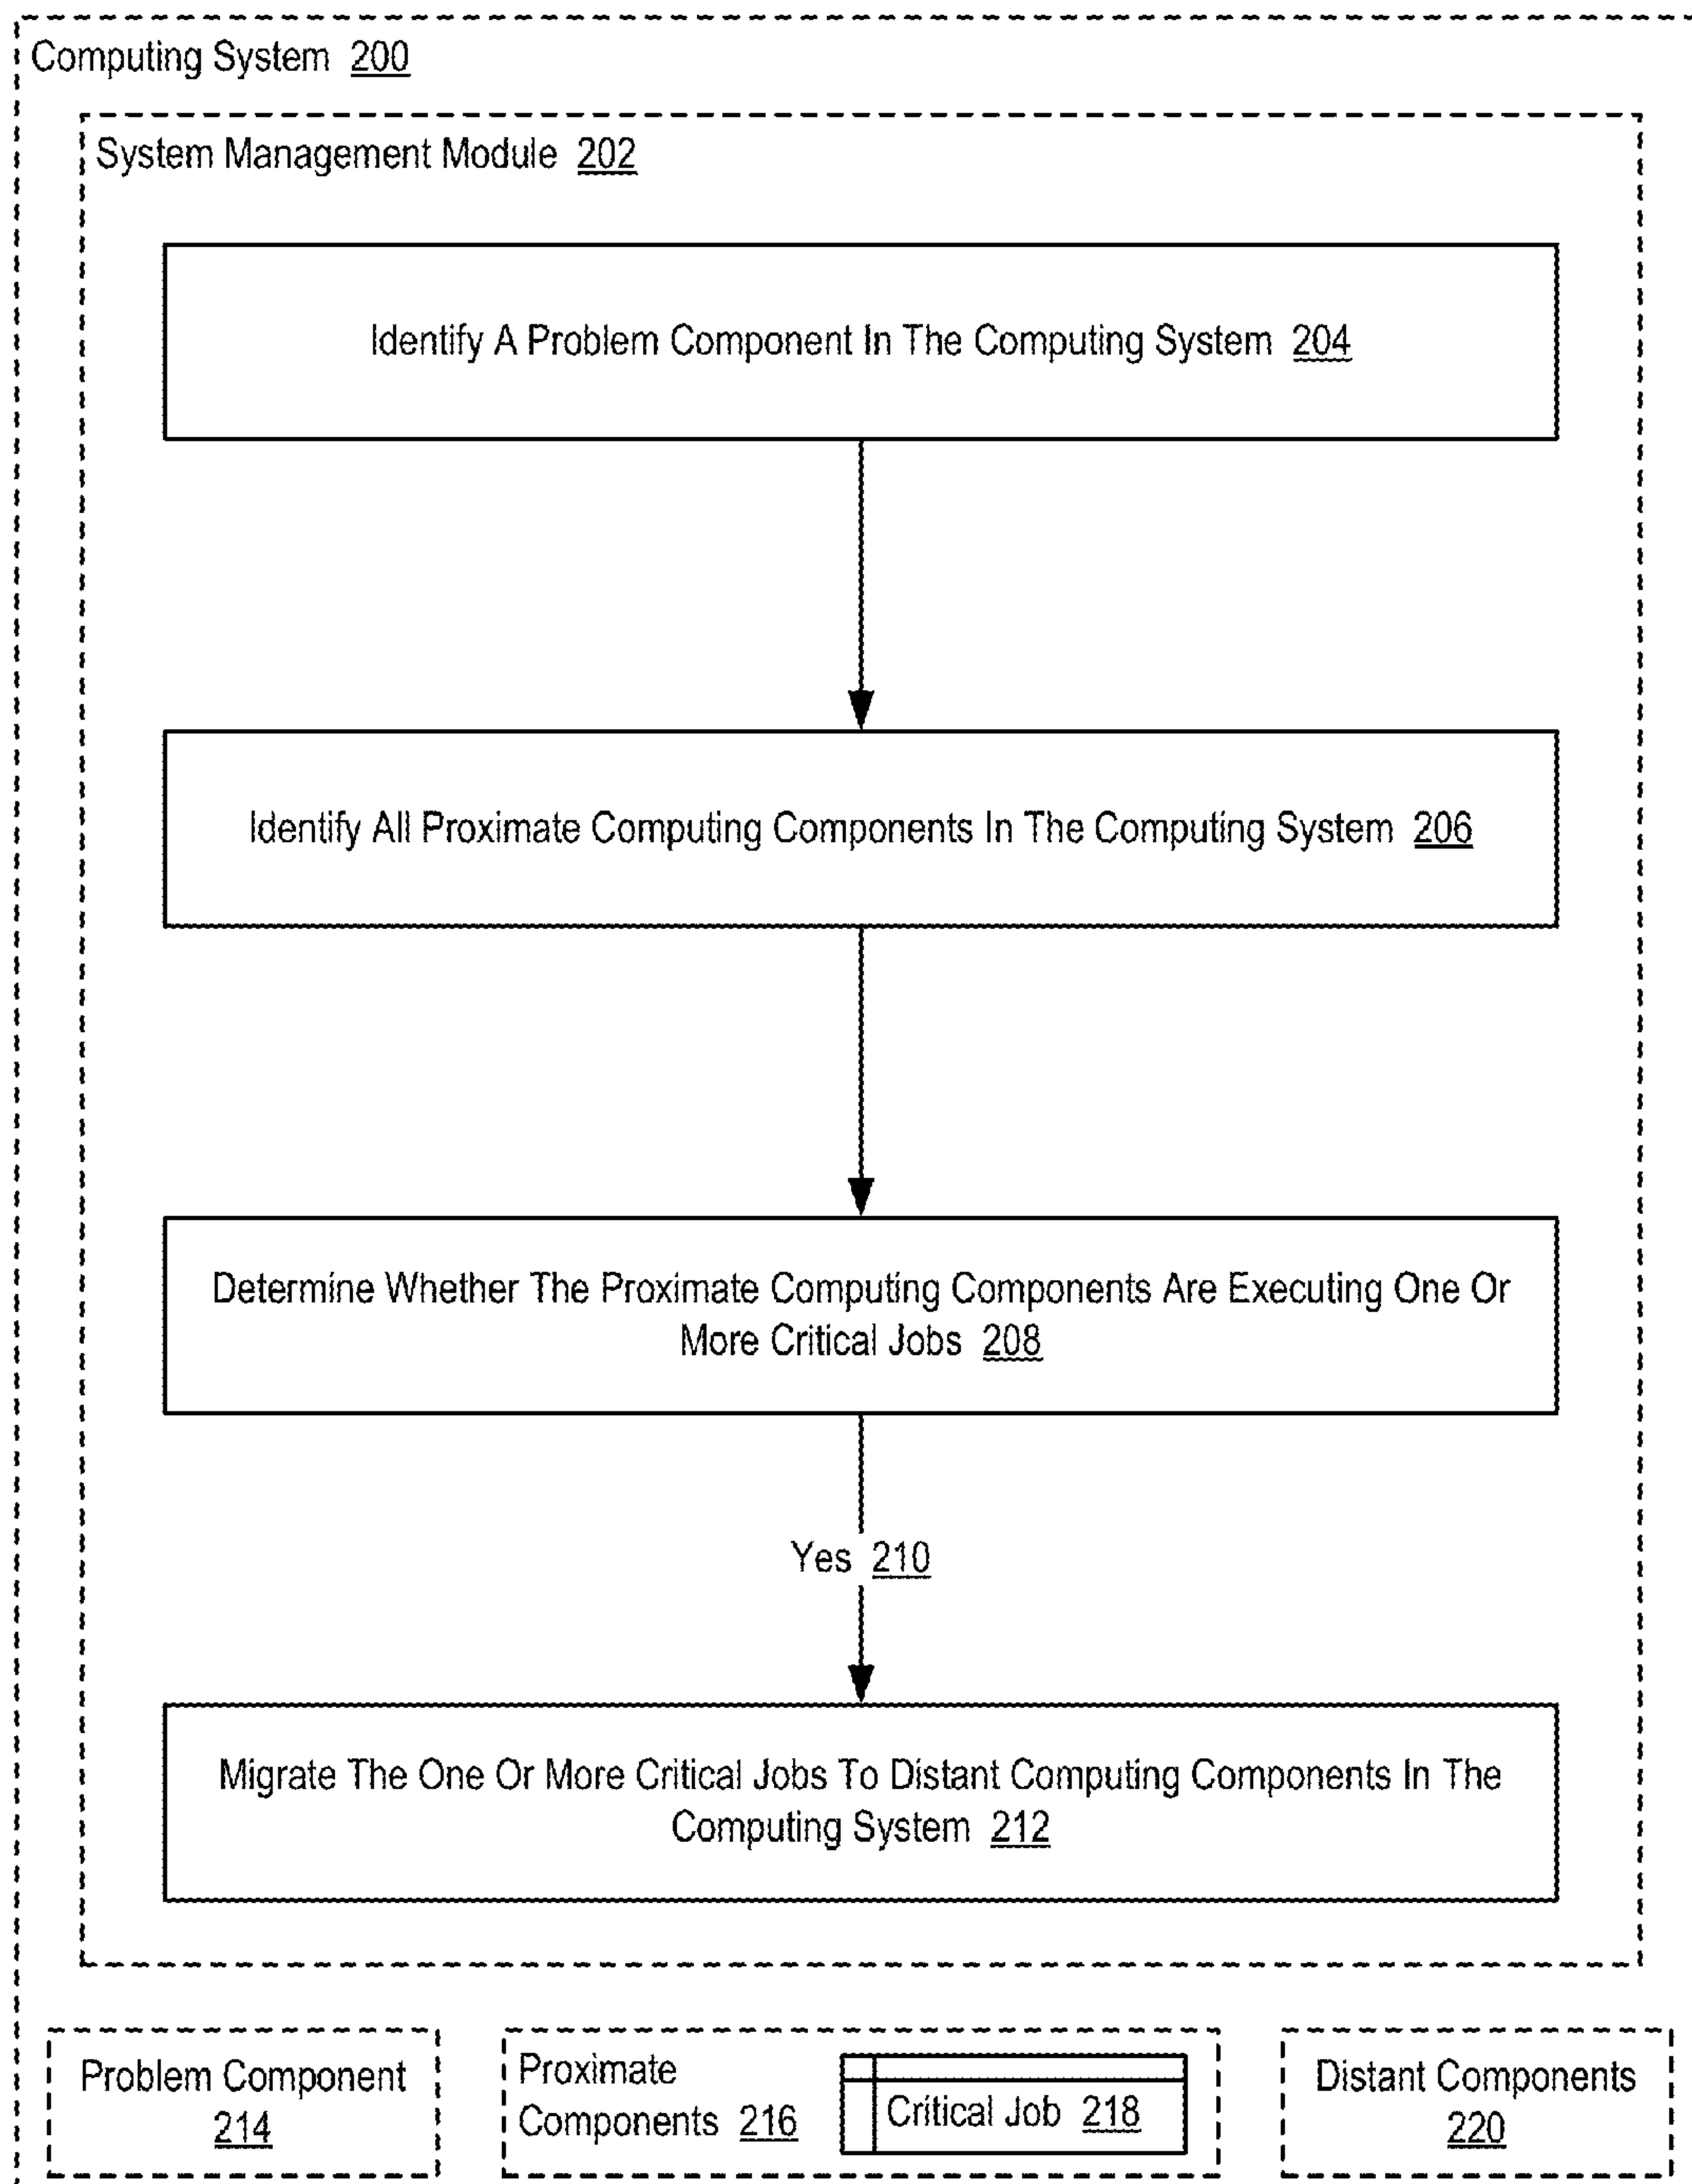 Computing System 200
System Management Module 202
Identify A Problem Component In The Computing System 204
Identify All Proximate Computing Components In The Computing System 206
Determine Whether The Proximate Computing Components Are Executing One Or
More Critical Jobs 208
Yes 210
Migrate The One Or More Critical Jobs To Distant Computing Components In The
Computing System 212
Problem Component
214
Proximate
Components 216
Critical Job 218
Distant Components
220